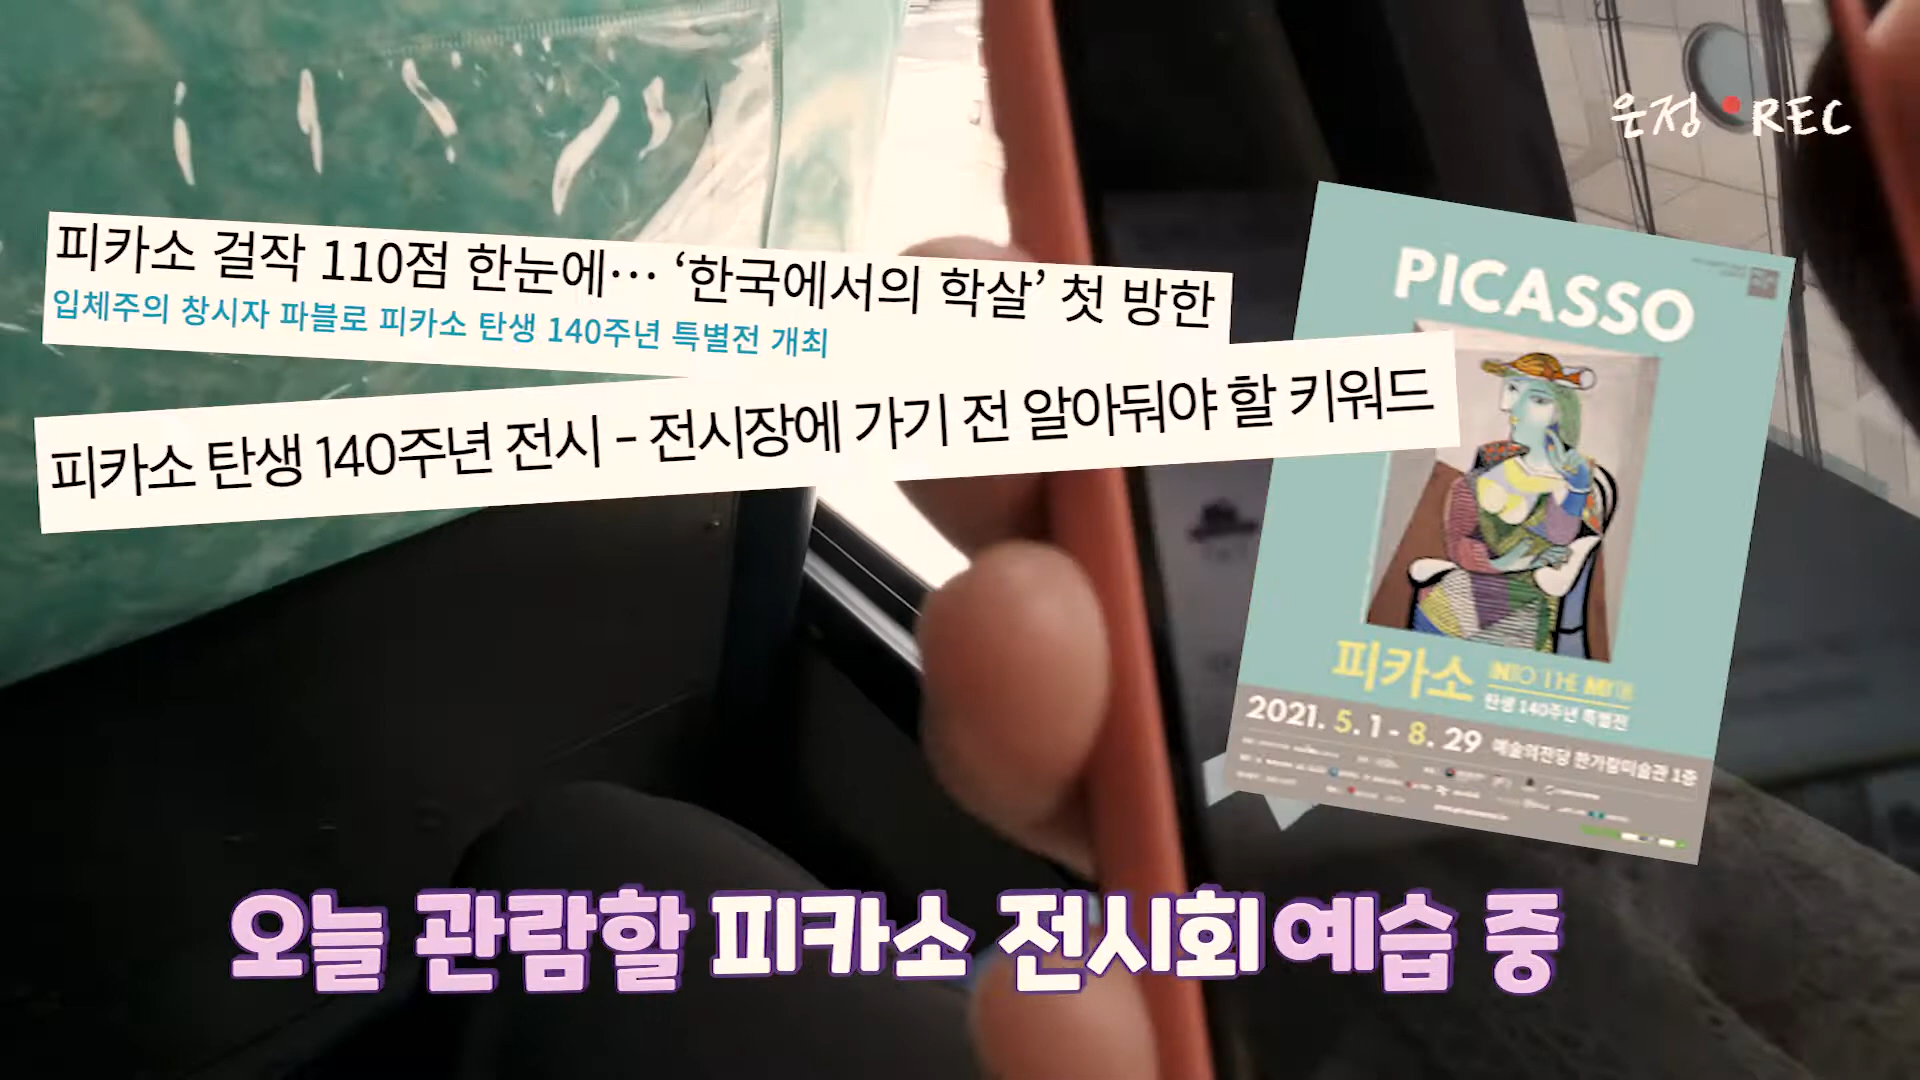 은정 REC
피카소 걸작 110점 한눈에… ‘한국에서의 학살’ 첫 방한
입체주의 창시자 파블로 피카소 탄생 140주년 특별전 개최
피카소 탄생 140주년 전시 - 전시장에 가기 전 알아둬야 할 키워드
PICASSO
피카소 INTO THE MYTH
탄생 140주년 특별전
2021. 5. 1 - 8. 29 예술의전당 한가람미술관 1층
오늘 관람할 피카소 전시회 예습 중